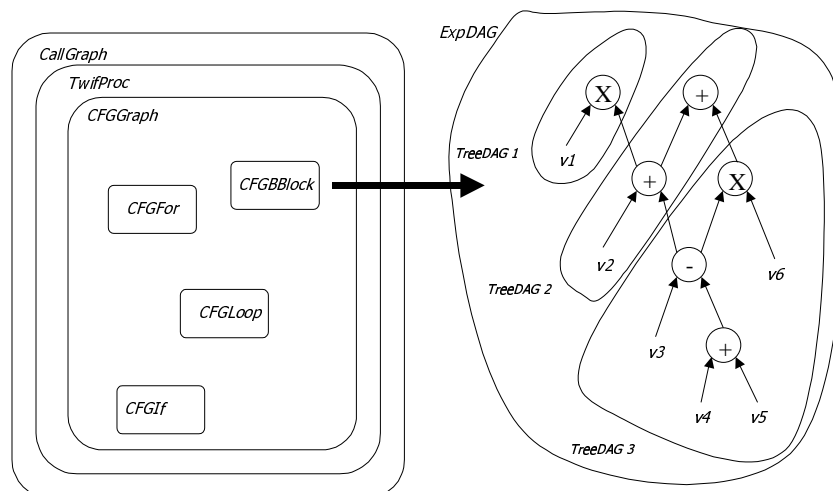 CallGraph
TwifProc
CFGGraph
CFGBBlock
CFGFor
CFGLoop
CFGIf
ExpDAG
X
+
v1
TreeDAG 1
+
X
v2
-
v6
TreeDAG 2
v3
+
v4
v5
TreeDAG 3